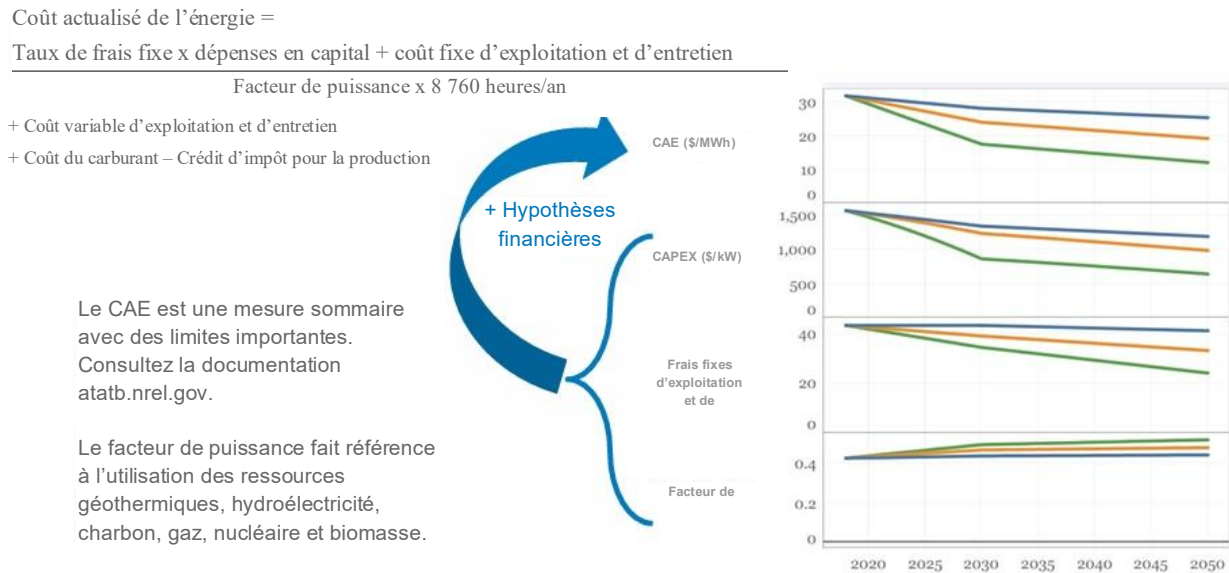 Coût actualisé de l’énergie =
Taux de frais fixe x dépenses en capital + coût fixe d’exploitation et d’entretien
Facteur de puissance x 8 760 heures/an
+ Coût variable d’exploitation et d’entretien
+ Coût du carburant – Crédit d’impôt pour la production
+ Hypothèses
financières
Le CAE est une mesure sommaire
avec des limites importantes.
Consultez la documentation
atatb.nrel.gov.
Le facteur de puissance fait référence
à l’utilisation des ressources
géothermiques, hydroélectricité,
charbon, gaz, nucléaire et biomasse.
CAE ($/MWh)
30
20
10
0
CAPEX ($/kW)
1,500
1,000
500
0
Frais fixes
d’exploitation
et de
40
20
0
Facteur de
0.4
0.2
0
2020 2025 2030 2035 2040 2045 2050